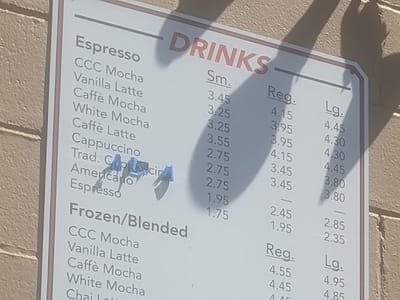 DRINKS
Espresso Sm. Reg. Lg.
CCC Mocha 3.45 4.15 4.45
Vanilla Latte 3.25 3.95 4.30
Caffè Mocha 3.25 3.95 4.30
White Mocha 3.55 4.15 4.45
Caffè Latte 2.75 3.45 3.80
Cappuccino 2.75 3.45 3.80
Trad. Cappuccino 2.75 — —
Americano 1.95 2.45 2.85
Espresso 1.75 1.95 2.35
Frozen/Blended Reg. Lg.
CCC Mocha 4.55 4.95
Vanilla Latte 4.45 4.85
Caffè Mocha 4.45
White Mocha
Chai Latte